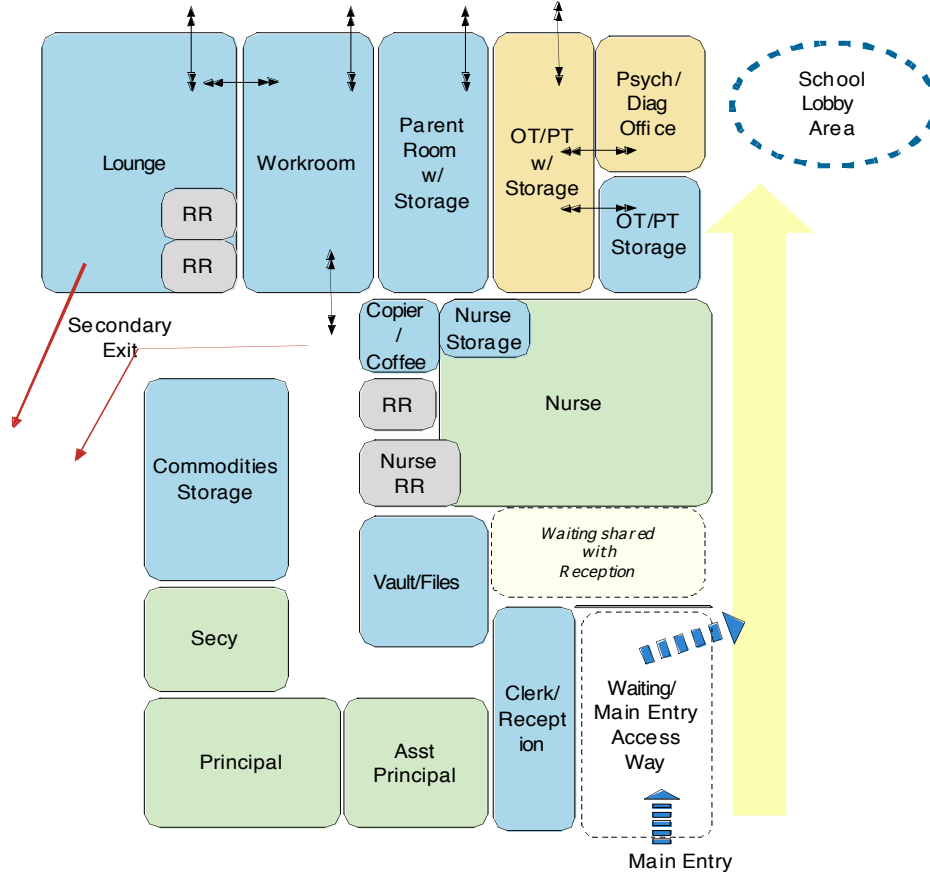 Lounge
RR
RR
Workroom
Parent
Room
w/
Storage
OT/PT
w/
Storage
Psych/
Diag
Office
OT/PT
Storage
School
Lobby
Area
Secondary
Exit
Copier
/
Coffee
Nurse
Storage
Nurse
RR
Nurse
RR
Commodities
Storage
Vault/Files
Waiting shared
with
Reception
Secy
Clerk/
Recept
ion
Waiting/
Main Entry
Access
Way
Principal
Asst
Principal
Main Entry